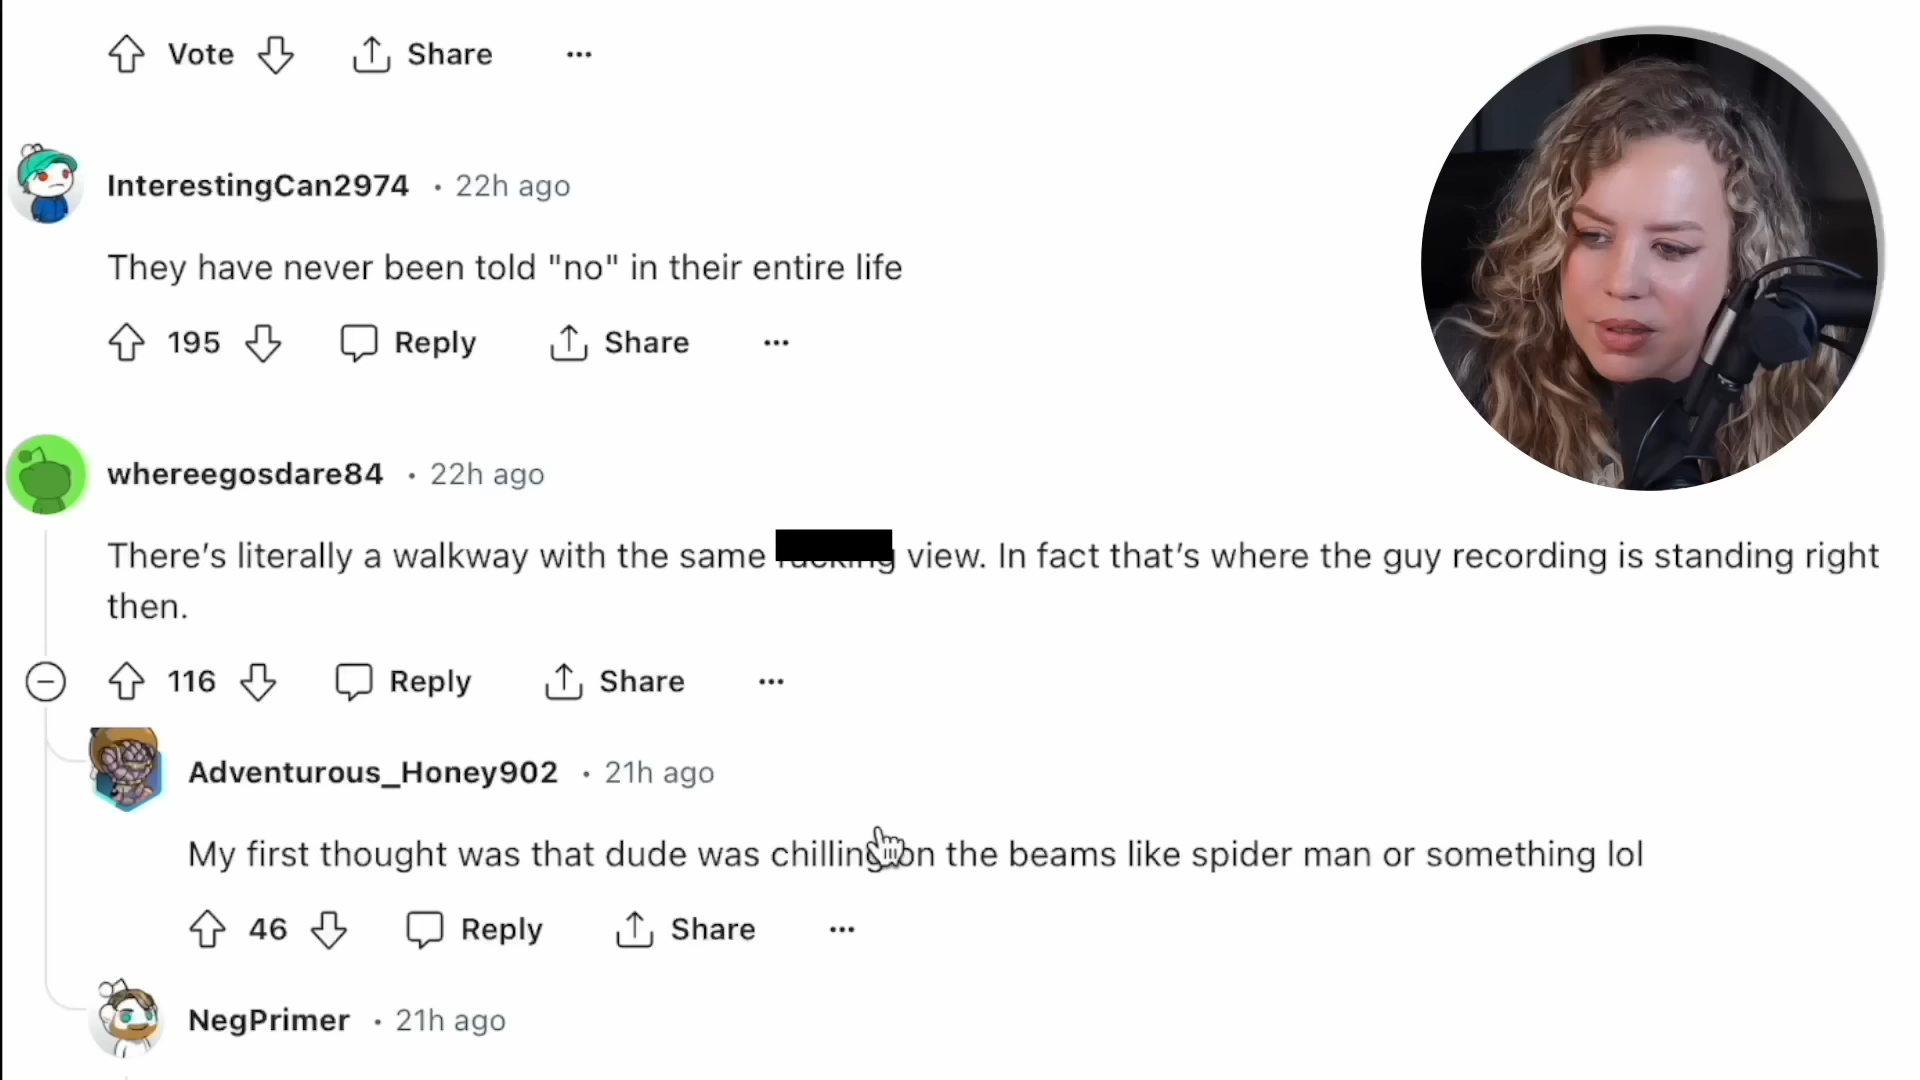 Vote Share
InterestingCan2974 • 22h ago
They have never been told "no" in their entire life
195 Reply Share
whereegosdare84 • 22h ago
There's literally a walkway with the same view. In fact that's where the guy recording is standing right
then.
116 Reply Share
Adventurous_Honey902 • 21h ago
My first thought was that dude was chilling on the beams like spider man or something lol
46 Reply Share
NegPrimer • 21h ago